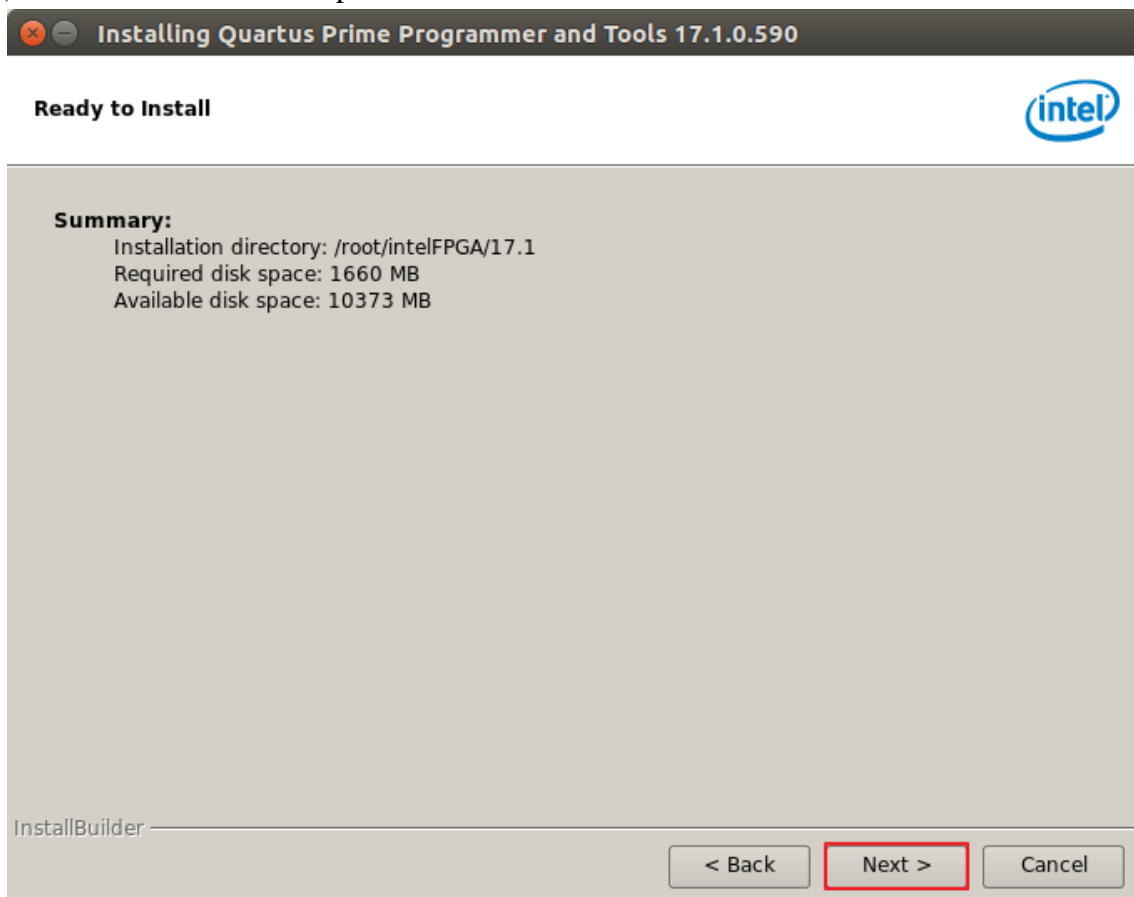 Installing Quartus Prime Programmer and Tools 17.1.0.590
Ready to Install
intel
Summary:
Installation directory: /root/intelFPGA/17.1
Required disk space: 1660 MB
Available disk space: 10373 MB
InstallBuilder
< Back
Next >
Cancel